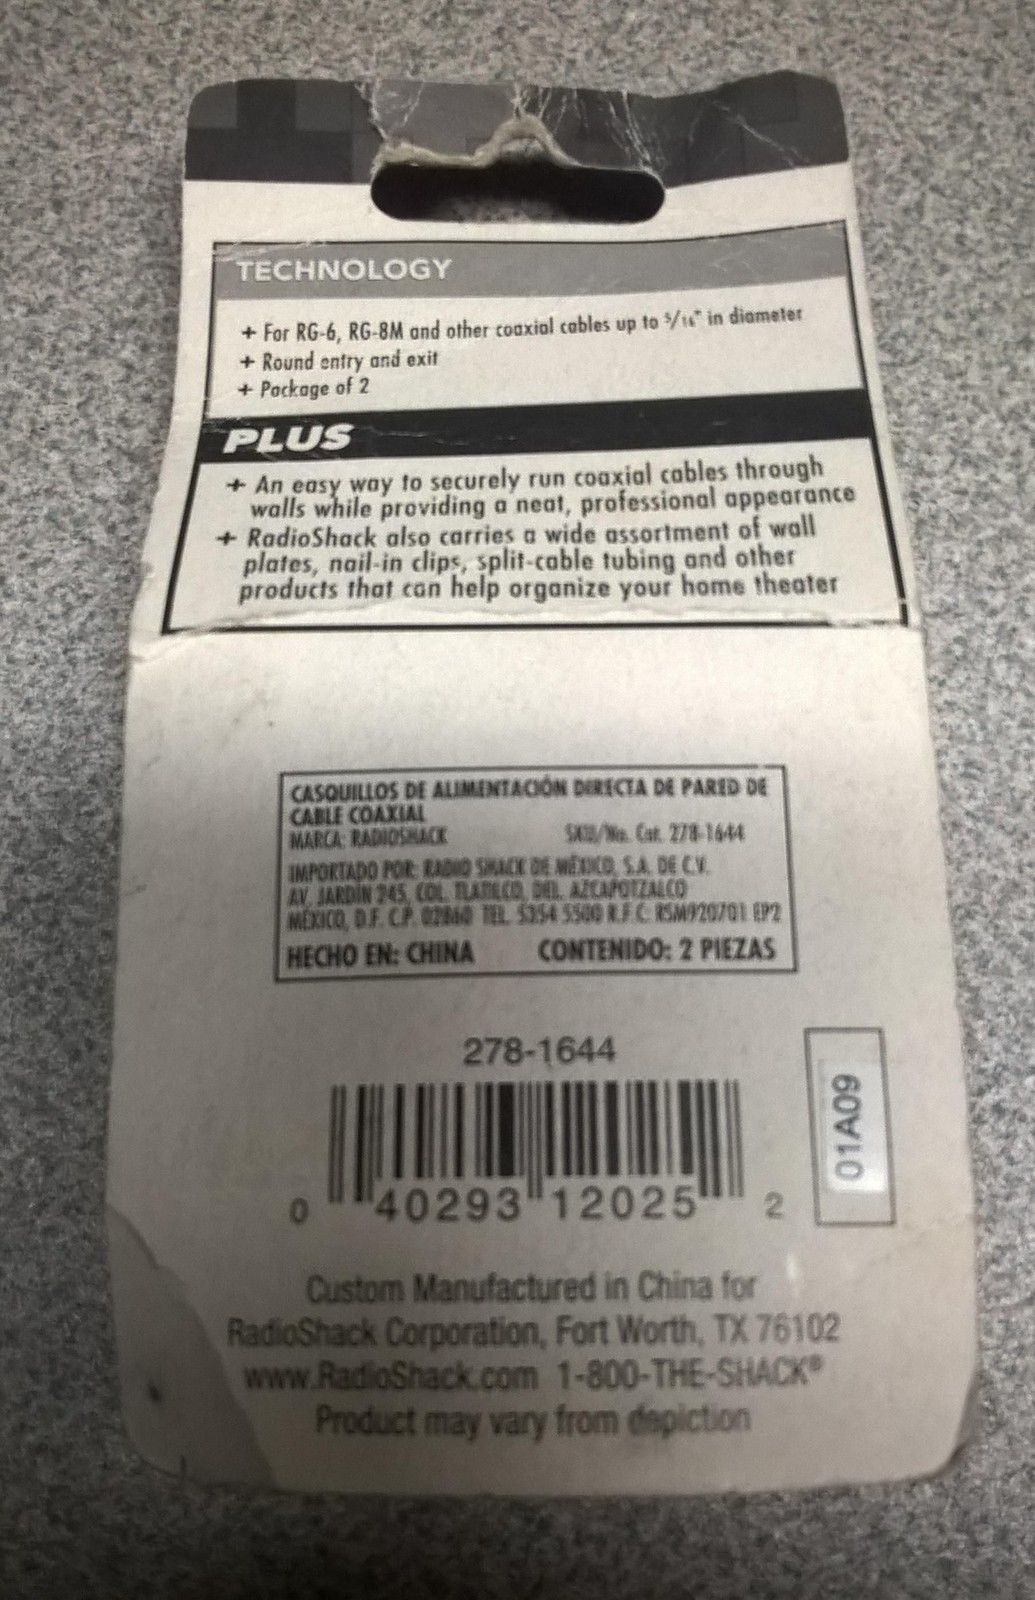 TECHNOLOGY
+ For RG-6, RG-8M and other coaxial cables up to 5/16" in diameter
+ Round entry and exit
+ Package of 2
PLUS
+ An easy way to securely run coaxial cables through
walls while providing a neat, professional appearance
+ RadioShack also carries a wide assortment of wall
plates, nail-in clips, split-cable tubing and other
products that can help organize your home theater
CASQUILLOS DE ALIMENTACIÓN DIRECTA DE PARED DE
CABLE COAXIAL
MARCA: RADIOSHACK SKU/No. Cat. 278-1644
IMPORTADO POR: RADIO SHACK DE MÉXICO, S.A. DE C.V.
AV. JARDIN 245, COL. TLATILCO, DEL. AZCAPOTZALCO
MÉXICO, D.F. C.P. 02860 TEL. 5354 5500 R.F.C. RSM920701 EP2
HECHO EN: CHINA CONTENIDO: 2 PIEZAS
278-1644
01A09
0 40293 12025 2
Custom Manufactured in China for
RadioShack Corporation, Fort Worth, TX 76102
www.RadioShack.com 1-800-THE-SHACK®
Product may vary from depiction